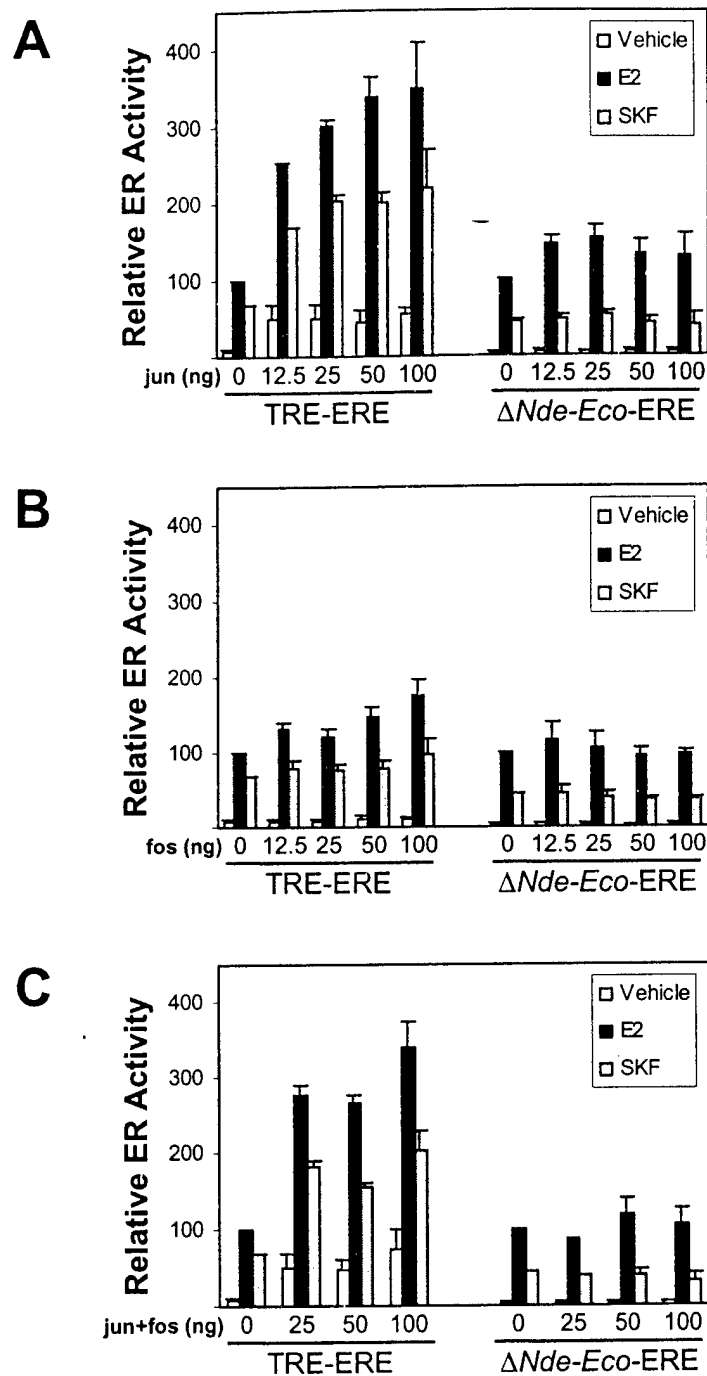 A
Relative ER Activity
400
300
200
100
Vehicle
E2
SKF
jun (ng)
0 12.5 25 50 100 0 12.5 25 50 100
TRE-ERE ΔNde-Eco-ERE
B
Relative ER Activity
400
300
200
100
Vehicle
E2
SKF
fos (ng)
0 12.5 25 50 100 0 12.5 25 50 100
TRE-ERE ΔNde-Eco-ERE
C
Relative ER Activity
400
300
200
100
Vehicle
E2
SKF
jun+fos (ng)
0 25 50 100 0 25 50 100
TRE-ERE ΔNde-Eco-ERE